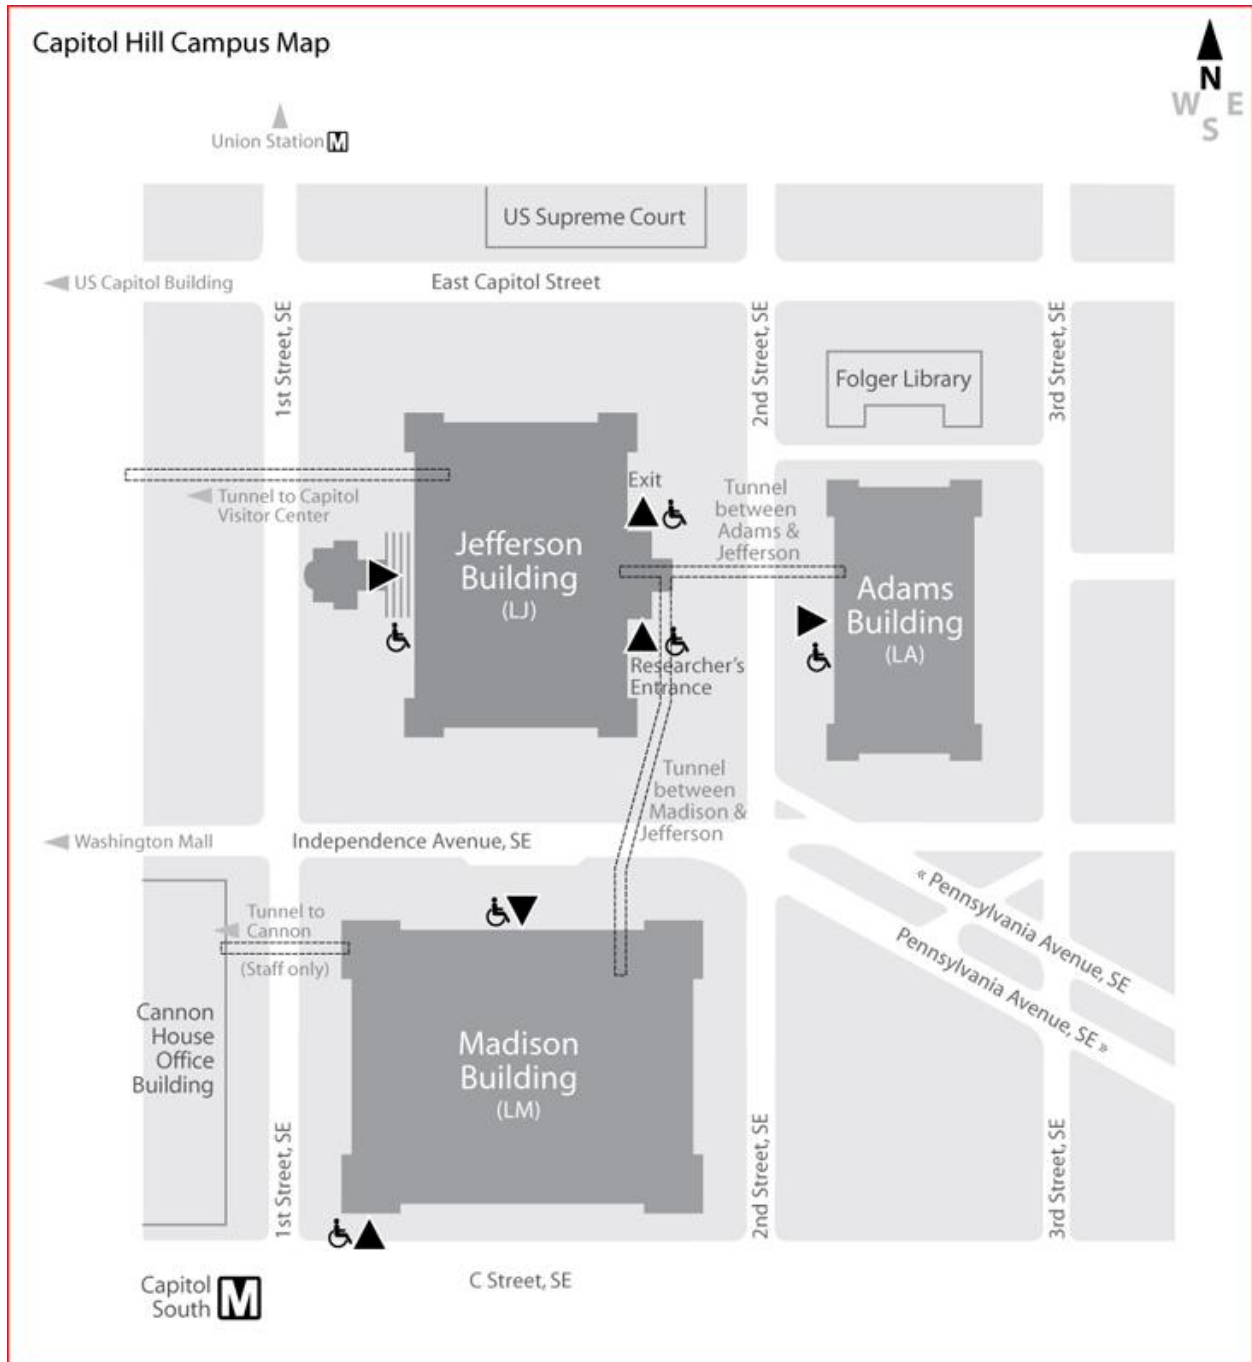 Capitol Hill Campus Map
N
W E
S
Union Station M
US Supreme Court
US Capitol Building
East Capitol Street
1st Street, SE
2nd Street, SE
3rd Street, SE
Folger Library
Tunnel to Capitol
Visitor Center
Exit
Tunnel
between
Adams &
Jefferson
Jefferson
Building
(LJ)
Adams
Building
(LA)
Researcher's
Entrance
Tunnel
between
Madison &
Jefferson
Washington Mall
Independence Avenue, SE
« Pennsylvania Avenue, SE
Pennsylvania Avenue, SE »
Tunnel to
Cannon
(Staff only)
Cannon
House
Office
Building
Madison
Building
(LM)
1st Street, SE
2nd Street, SE
3rd Street, SE
Capitol
South M
C Street, SE